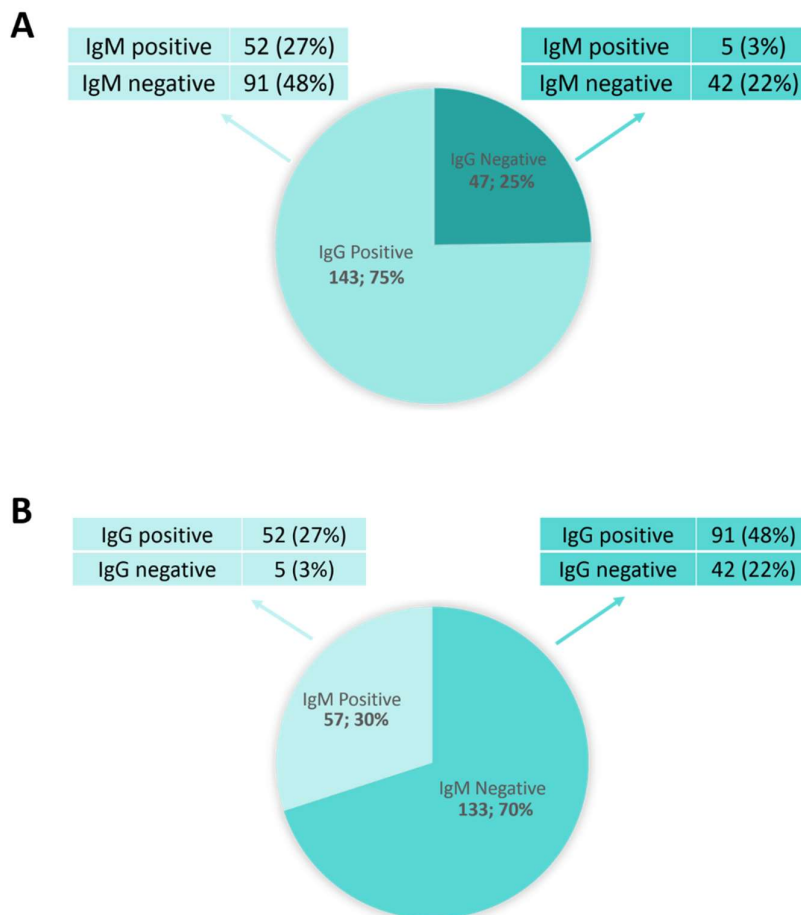 A
IgM positive 52 (27%)
IgM negative 91 (48%)
IgM positive 5 (3%)
IgM negative 42 (22%)
IgG Negative
47; 25%
IgG Positive
143; 75%
B
IgG positive 52 (27%)
IgG negative 5 (3%)
IgG positive 91 (48%)
IgG negative 42 (22%)
IgM Positive
57; 30%
IgM Negative
133; 70%